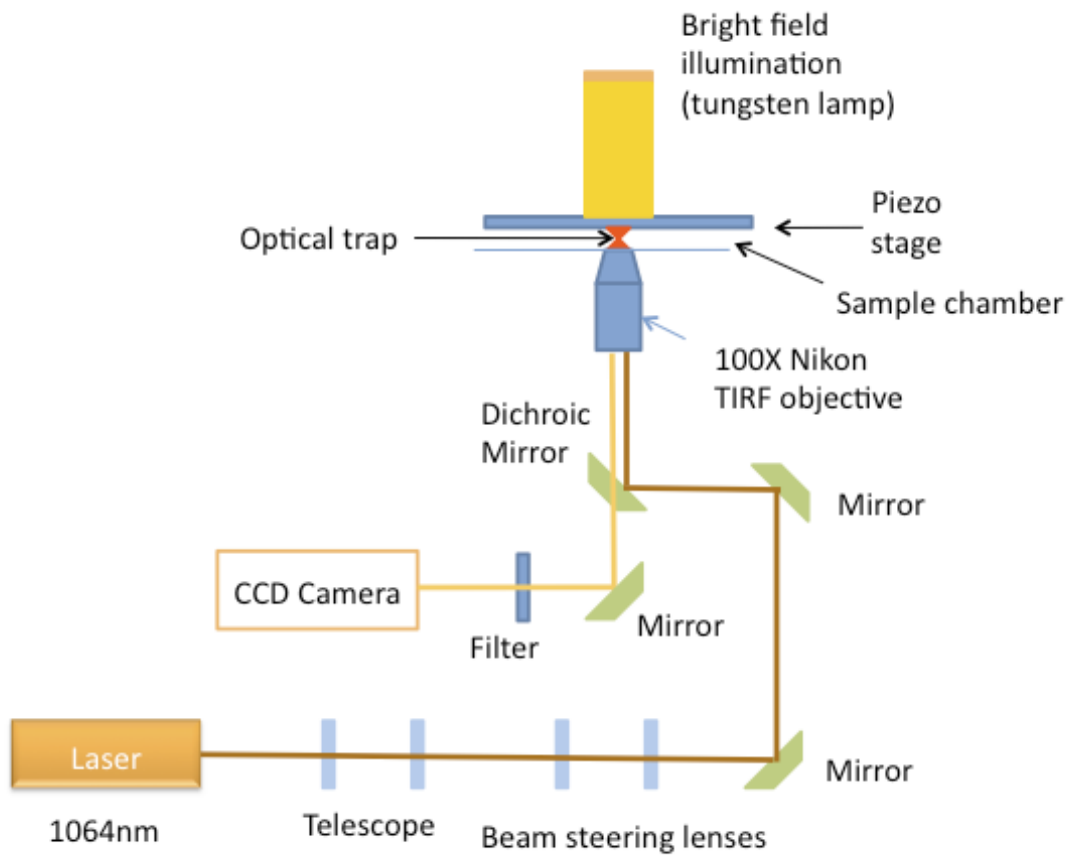 Bright field
illumination
(tungsten lamp)
Optical trap
Piezo
stage
Sample chamber
100X Nikon
TIRF objective
Dichroic
Mirror
Mirror
CCD Camera
Filter
Mirror
Laser
1064nm
Telescope
Beam steering lenses
Mirror